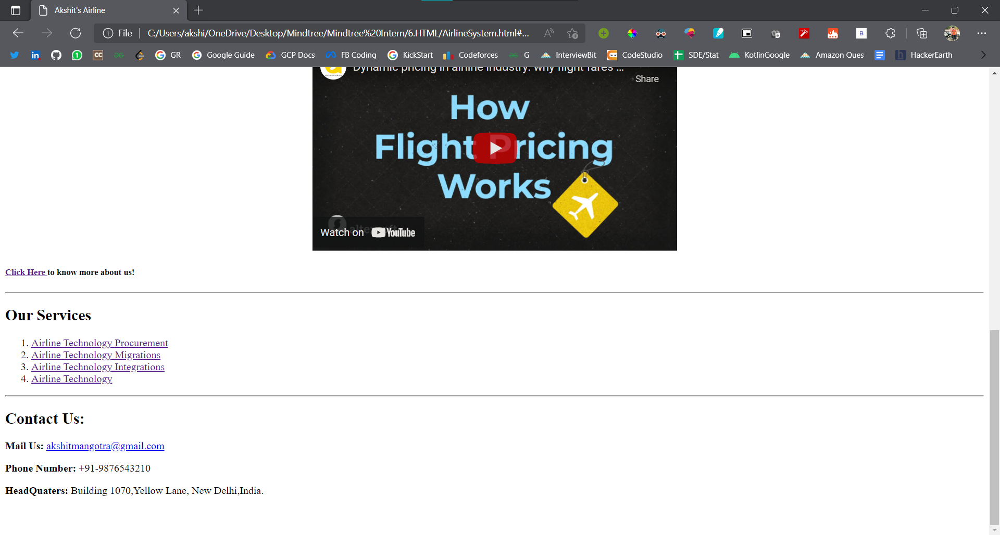 Akshit's Airline
File C:/Users/akshi/OneDrive/Desktop/Mindtree/Mindtree%20Intern/6.HTML/AirlineSystem.html#...
1 CC GR Google Guide GCP Docs FB Coding KickStart Codeforces G InterviewBit CodeStudio SDE/Stat KotlinGoogle Amazon Ques h HackerEarth
Dynamic pricing in airline industry: why flight fares ...
Share
How
Flight Pricing
Works
Watch on YouTube
Click Here to know more about us!
Our Services
1. Airline Technology Procurement
2. Airline Technology Migrations
3. Airline Technology Integrations
4. Airline Technology
Contact Us:
Mail Us: akshitmangotra@gmail.com
Phone Number: +91-9876543210
HeadQuaters: Building 1070,Yellow Lane, New Delhi,India.